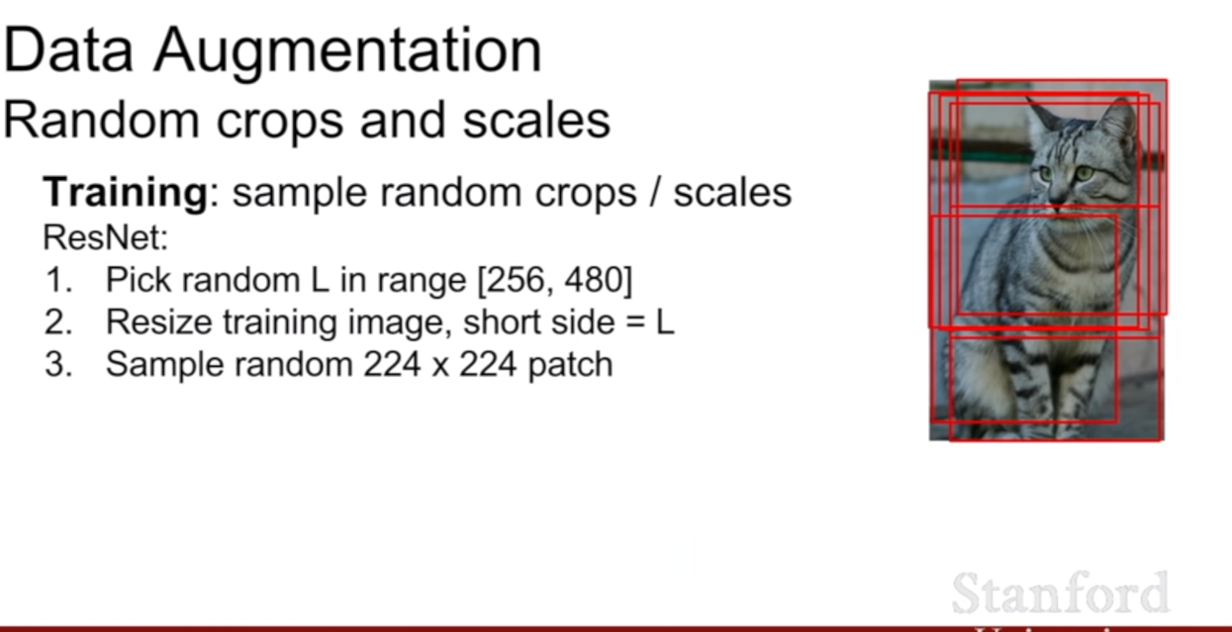 Data Augmentation
Random crops and scales
Training: sample random crops / scales
ResNet:
1. Pick random L in range [256, 480]
2. Resize training image, short side = L
3. Sample random 224 x 224 patch
Stanford